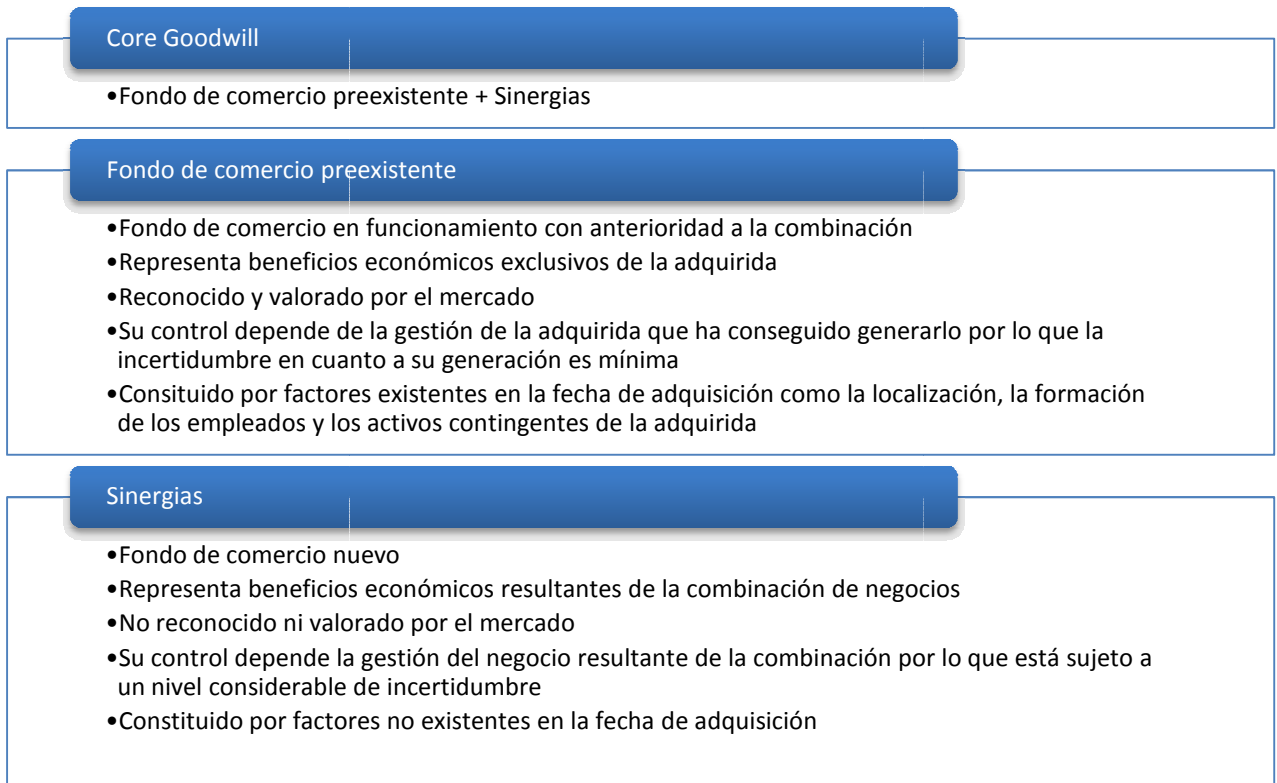 Core Goodwill
•Fondo de comercio preexistente + Sinergias
Fondo de comercio preexistente
•Fondo de comercio en funcionamiento con anterioridad a la combinación
•Representa beneficios económicos exclusivos de la adquirida
•Reconocido y valorado por el mercado
•Su control depende de la gestión de la adquirida que ha conseguido generarlo por lo que la
incertidumbre en cuanto a su generación es mínima
•Consituido por factores existentes en la fecha de adquisición como la localización, la formación
de los empleados y los activos contingentes de la adquirida
Sinergias
•Fondo de comercio nuevo
•Representa beneficios económicos resultantes de la combinación de negocios
•No reconocido ni valorado por el mercado
•Su control depende la gestión del negocio resultante de la combinación por lo que está sujeto a
un nivel considerable de incertidumbre
•Constituido por factores no existentes en la fecha de adquisición